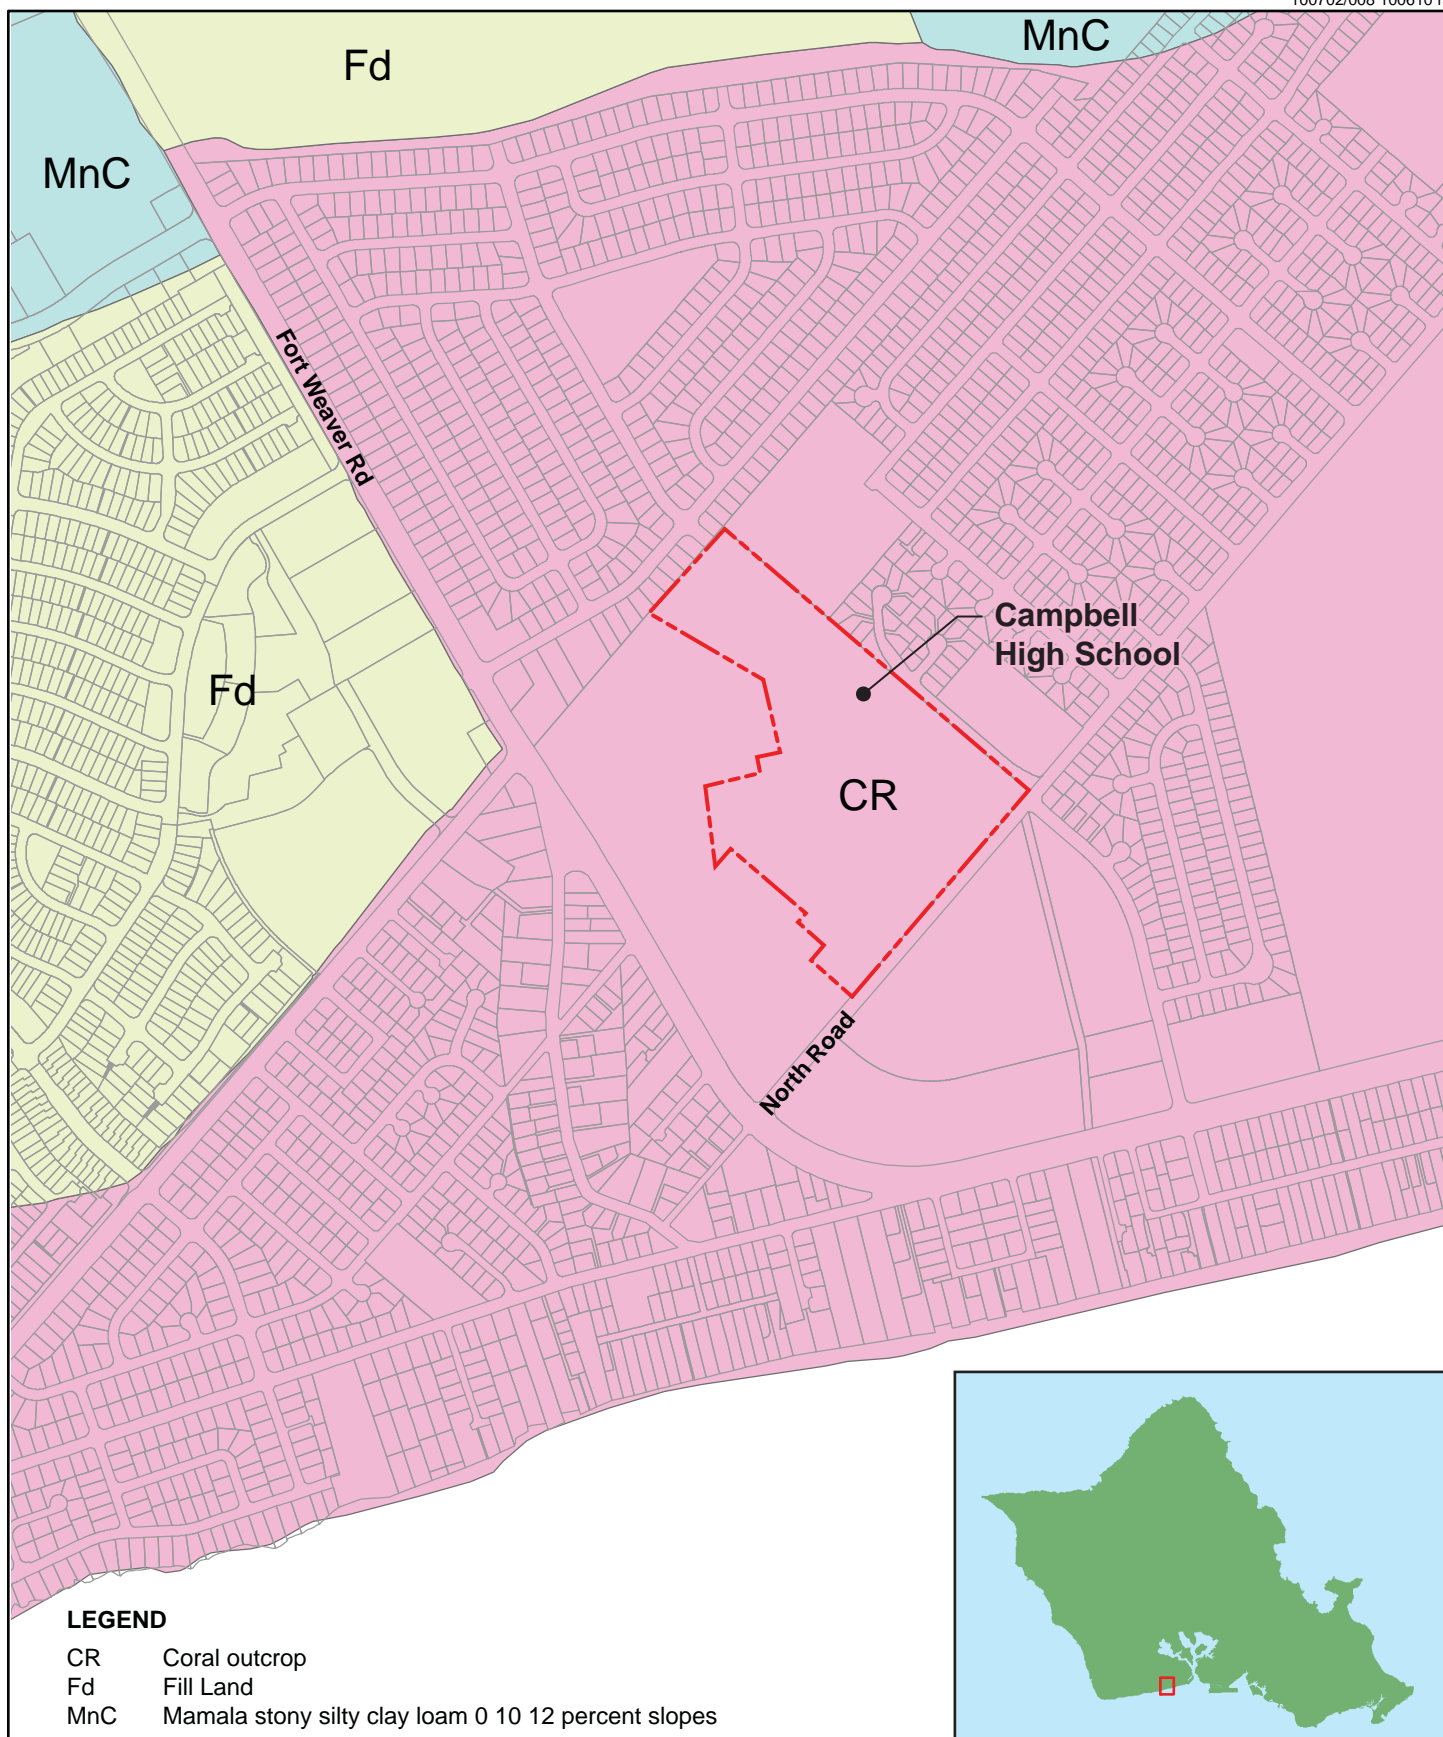 Fd
MnC
MnC
Fort Weaver Rd
Campbell
High School
Fd
CR
North Road
LEGEND
CR Coral outcrop
Fd Fill Land
MnC Mamala stony silty clay loam 0 10 12 percent slopes